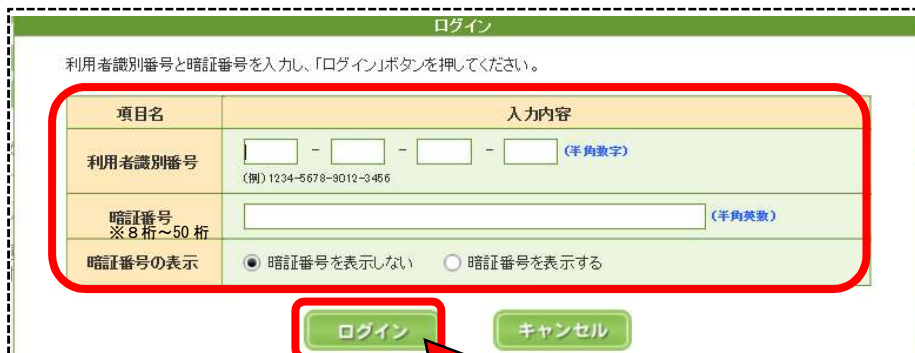 ログイン
利用者識別番号と暗証番号を入力し、「ログイン」ボタンを押してください。
項目名 入力内容
利用者識別番号 - - - (半角数字)
(例)1234-5678-9012-3456
暗証番号 (半角英数)
※8桁～50桁
暗証番号の表示 暗証番号を表示しない 暗証番号を表示する
ログイン キャンセル